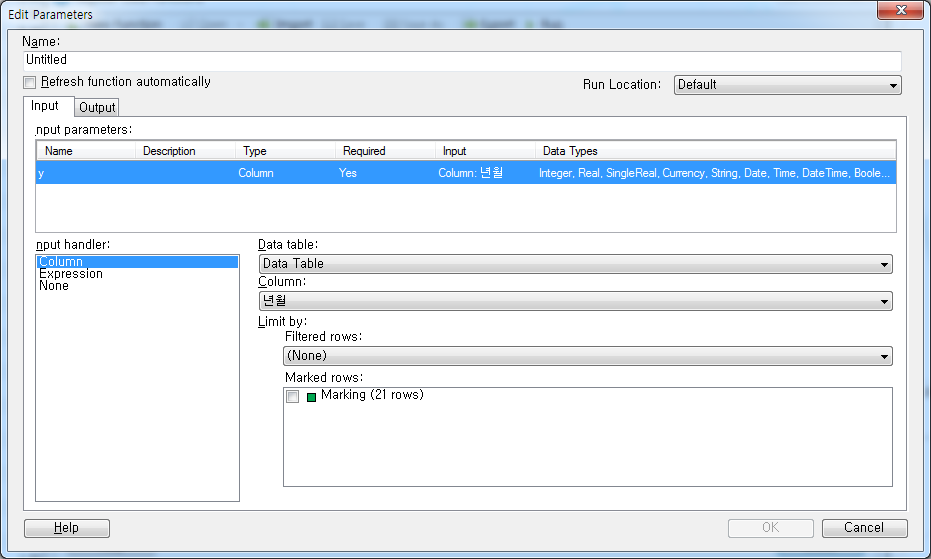 Edit Parameters
Name:
Untitled
Refresh function automatically
Run Location:
Default
Input
Output
nput parameters:
Name Description Type Required Input Data Types
y Column Yes Column: 년월 Integer, Real, SingleReal, Currency, String, Date, Time, DateTime, Boole...
nput handler:
Column
Expression
None
Data table:
Data Table
Column:
년월
Limit by:
Filtered rows:
(None)
Marked rows:
Marking (21 rows)
Help
OK
Cancel